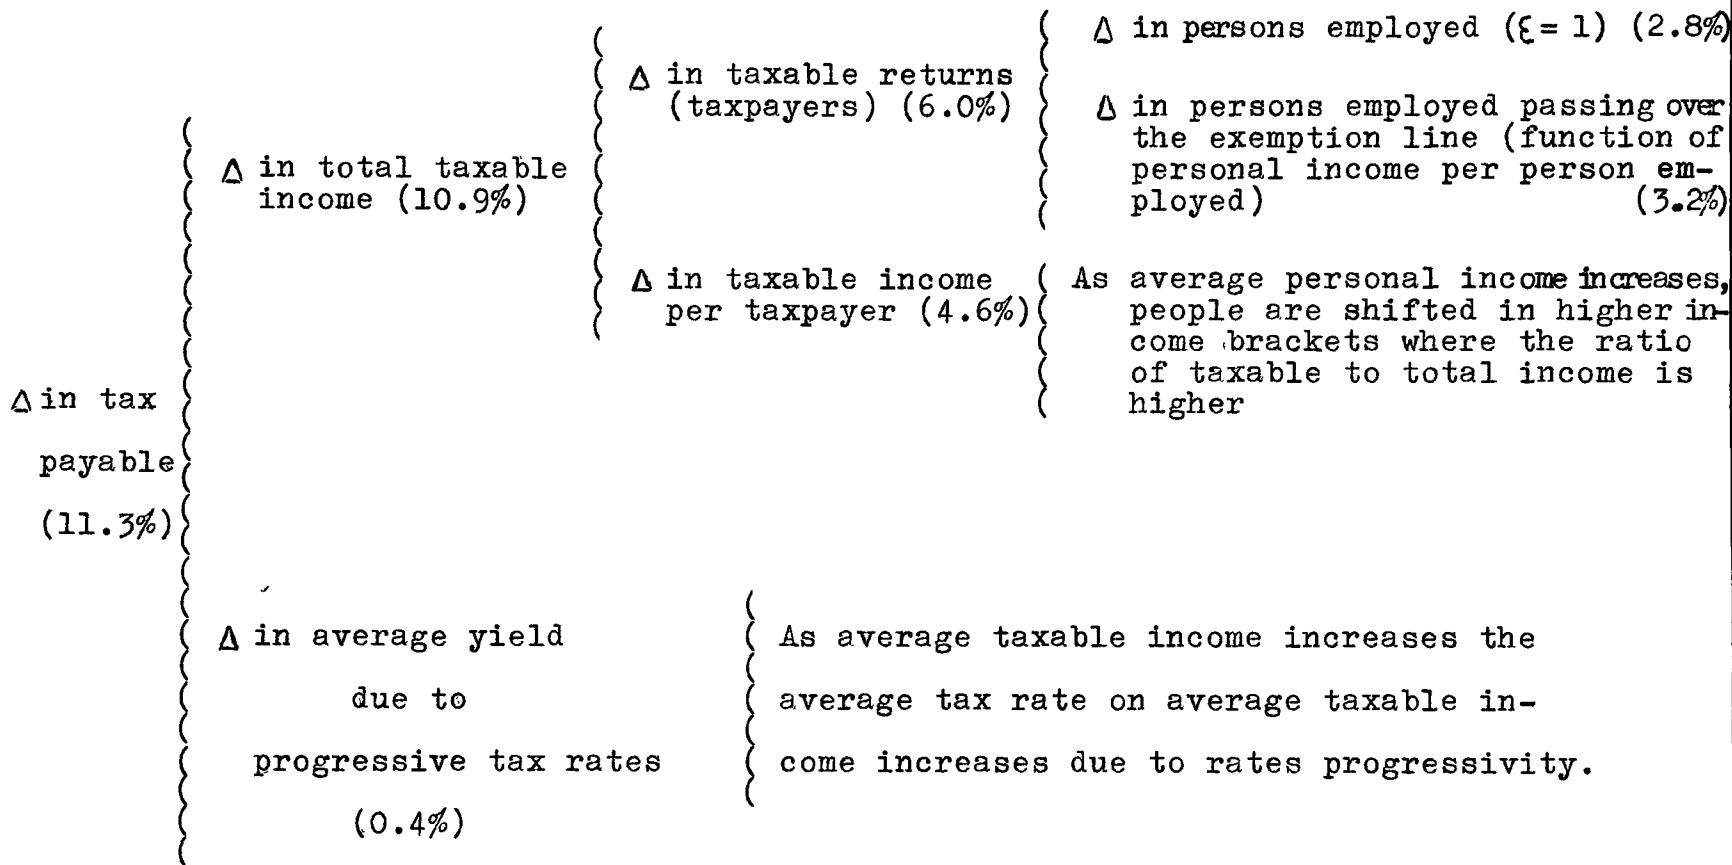 Δ in tax
payable
(11.3%)
Δ in total taxable
income (10.9%)
Δ in taxable returns
(taxpayers) (6.0%)
Δ in persons employed (ξ= 1) (2.8%)
Δ in persons employed passing over
the exemption line (function of
personal income per person em-
ployed) (3.2%)
Δ in taxable income
per taxpayer (4.6%)
As average personal income increases,
people are shifted in higher in-
come brackets where the ratio
of taxable to total income is
higher
Δ in average yield
due to
progressive tax rates
(0.4%)
As average taxable income increases the
average tax rate on average taxable in-
come increases due to rates progressivity.